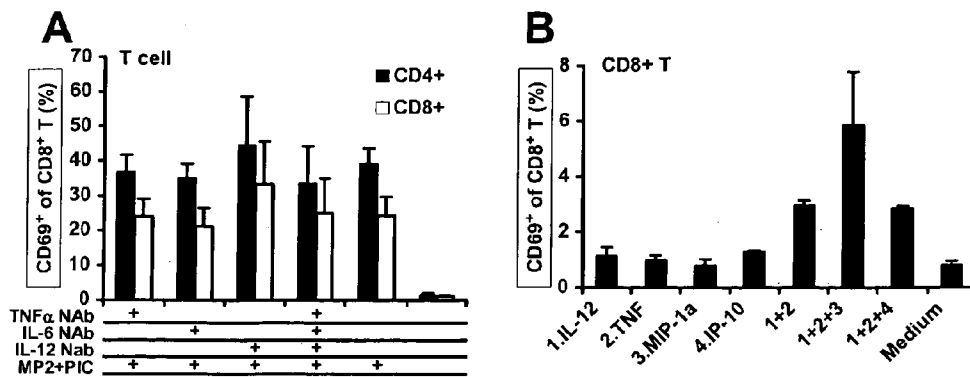 A
T cell
CD4+
CD8+
CD69+ of CD8+ T (%)
70
60
50
40
30
20
10
0
TNFα NAb + +
IL-6 NAb + +
IL-12 Nab + +
MP2+PIC + + + + +
B
CD8+ T
CD69+ of CD8+ T (%)
8
6
4
2
0
1.IL-12
2.TNF
3.MIP-1a
4.IP-10
1+2
1+2+3
1+2+4
Medium